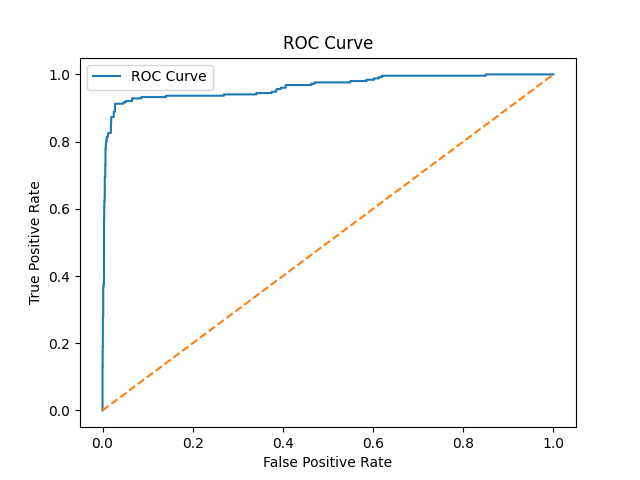 ROC Curve
ROC Curve
True Positive Rate
1.0
0.8
0.6
0.4
0.2
0.0
0.0 0.2 0.4 0.6 0.8 1.0
False Positive Rate